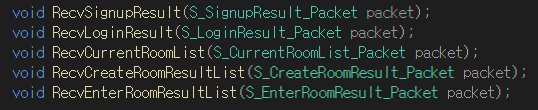 void RecvSignupResult(S_SignupResult_Packet packet);
void RecvLoginResult(S_LoginResult_Packet packet);
void RecvCurrentRoomList(S_CurrentRoomList_Packet packet);
void RecvCreateRoomResultList(S_CreateRoomResult_Packet packet);
void RecvEnterRoomResultList(S_EnterRoomResult_Packet packet);